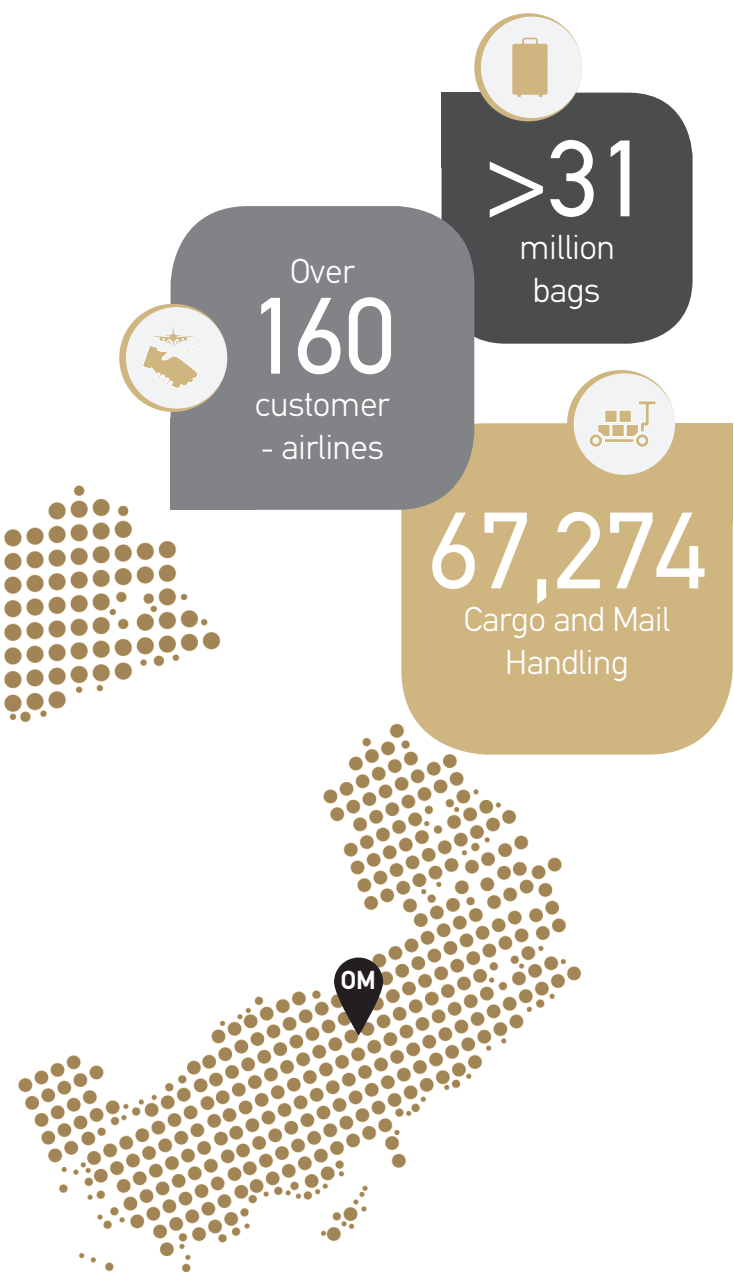 >31
million
bags
Over
160
customer
- airlines
67,274
Cargo and Mail
Handling
OM